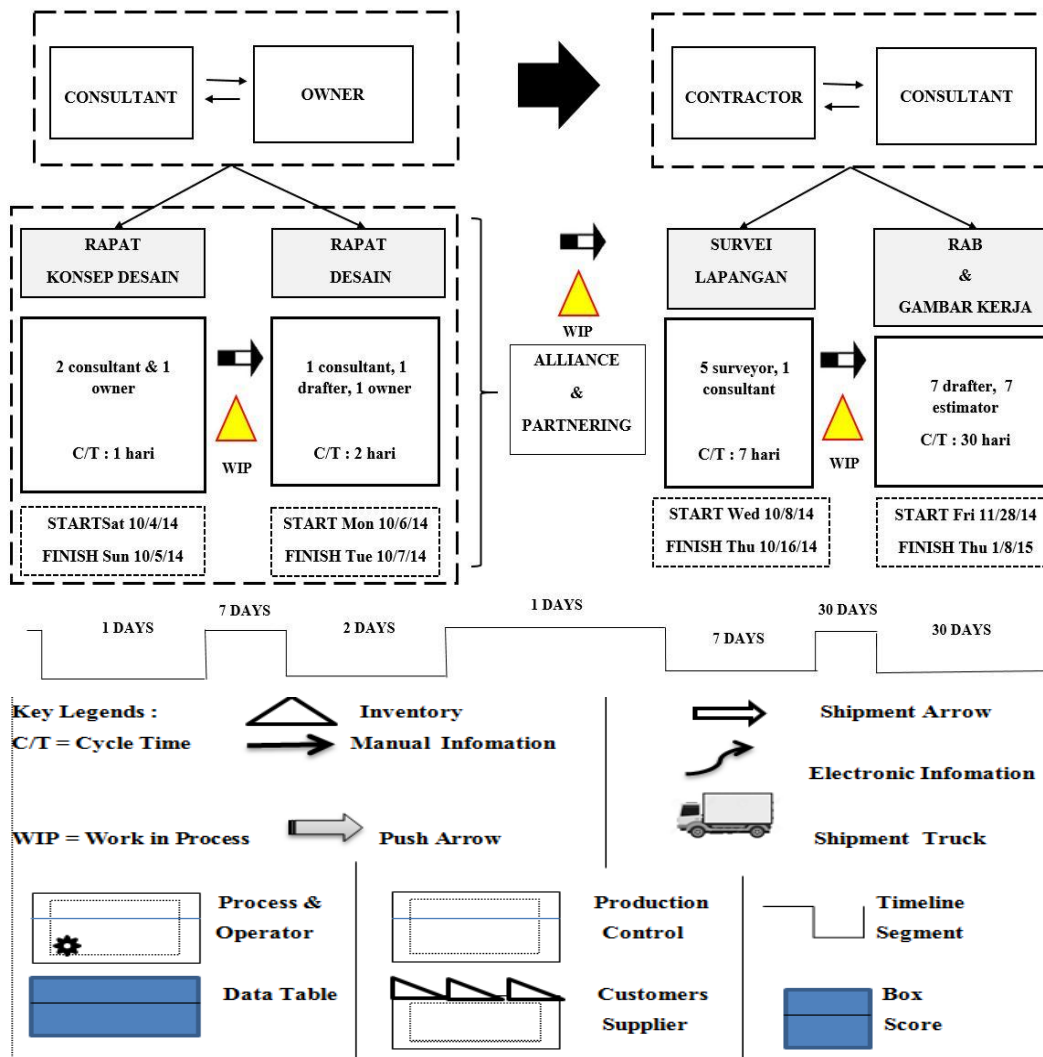 CONSULTANT
OWNER
CONTRACTOR
CONSULTANT
RAPAT
KONSEP DESAIN
RAPAT
DESAIN
SURVEI
LAPANGAN
RAB
&
GAMBAR KERJA
2 consultant & 1
owner
C/T : 1 hari
WIP
1 consultant, 1
drafter, 1 owner
C/T : 2 hari
WIP
ALLIANCE
&
PARTNERING
5 surveyor, 1
consultant
C/T : 7 hari
WIP
7 drafter, 7
estimator
C/T : 30 hari
STARTSat 10/4/14
FINISH Sun 10/5/14
START Mon 10/6/14
FINISH Tue 10/7/14
START Wed 10/8/14
FINISH Thu 10/16/14
START Fri 11/28/14
FINISH Thu 1/8/15
1 DAYS
7 DAYS
2 DAYS
1 DAYS
7 DAYS
30 DAYS
30 DAYS
Key Legends :
Inventory
Shipment Arrow
C/T = Cycle Time
Manual Infomation
Electronic Infomation
WIP = Work in Process
Push Arrow
Shipment Truck
Process &
Operator
Production
Control
Timeline
Segment
Data Table
Customers
Supplier
Box
Score